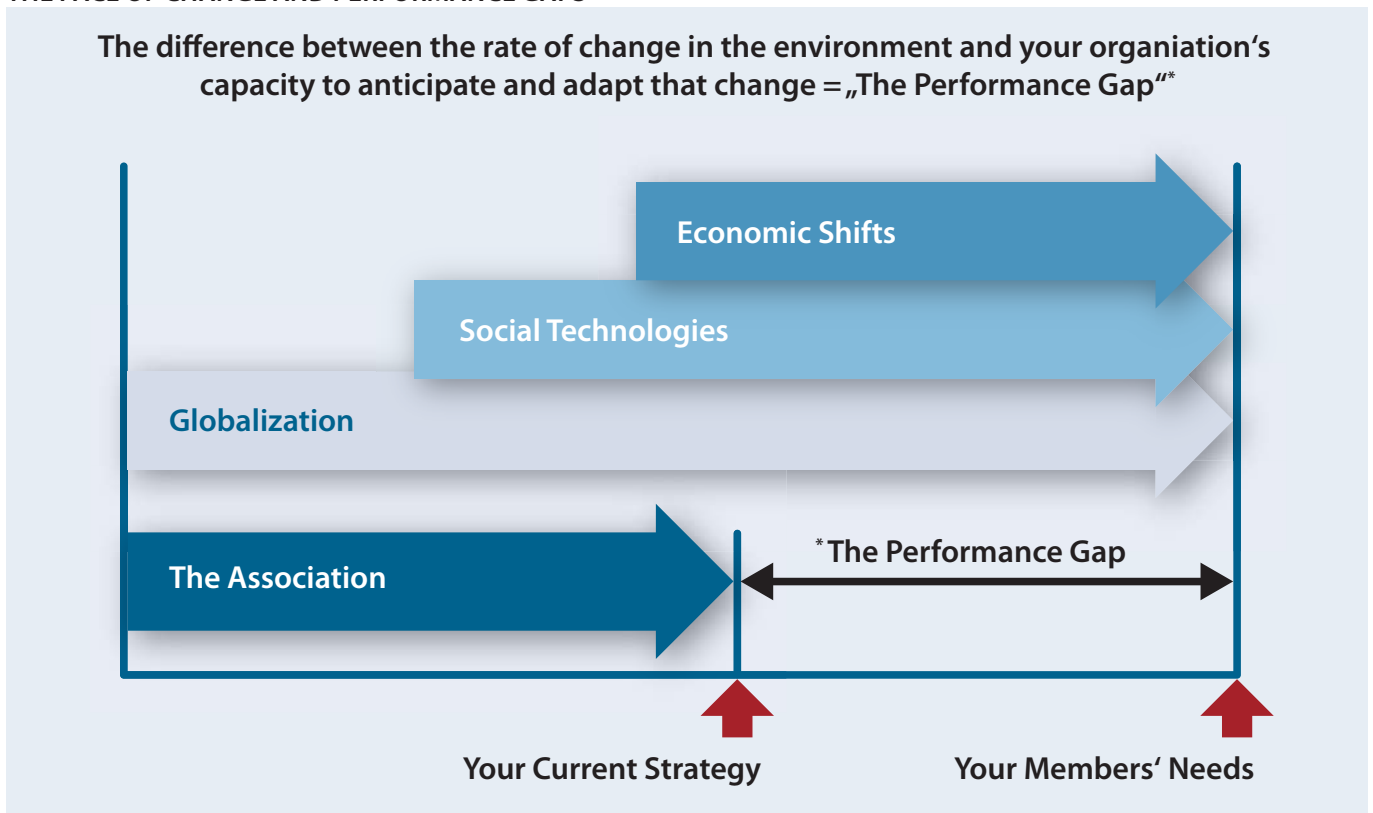 The difference between the rate of change in the environment and your organiation‘s
capacity to anticipate and adapt that change = „The Performance Gap“*
Economic Shifts
Social Technologies
Globalization
The Association
*The Performance Gap
Your Current Strategy
Your Members‘ Needs